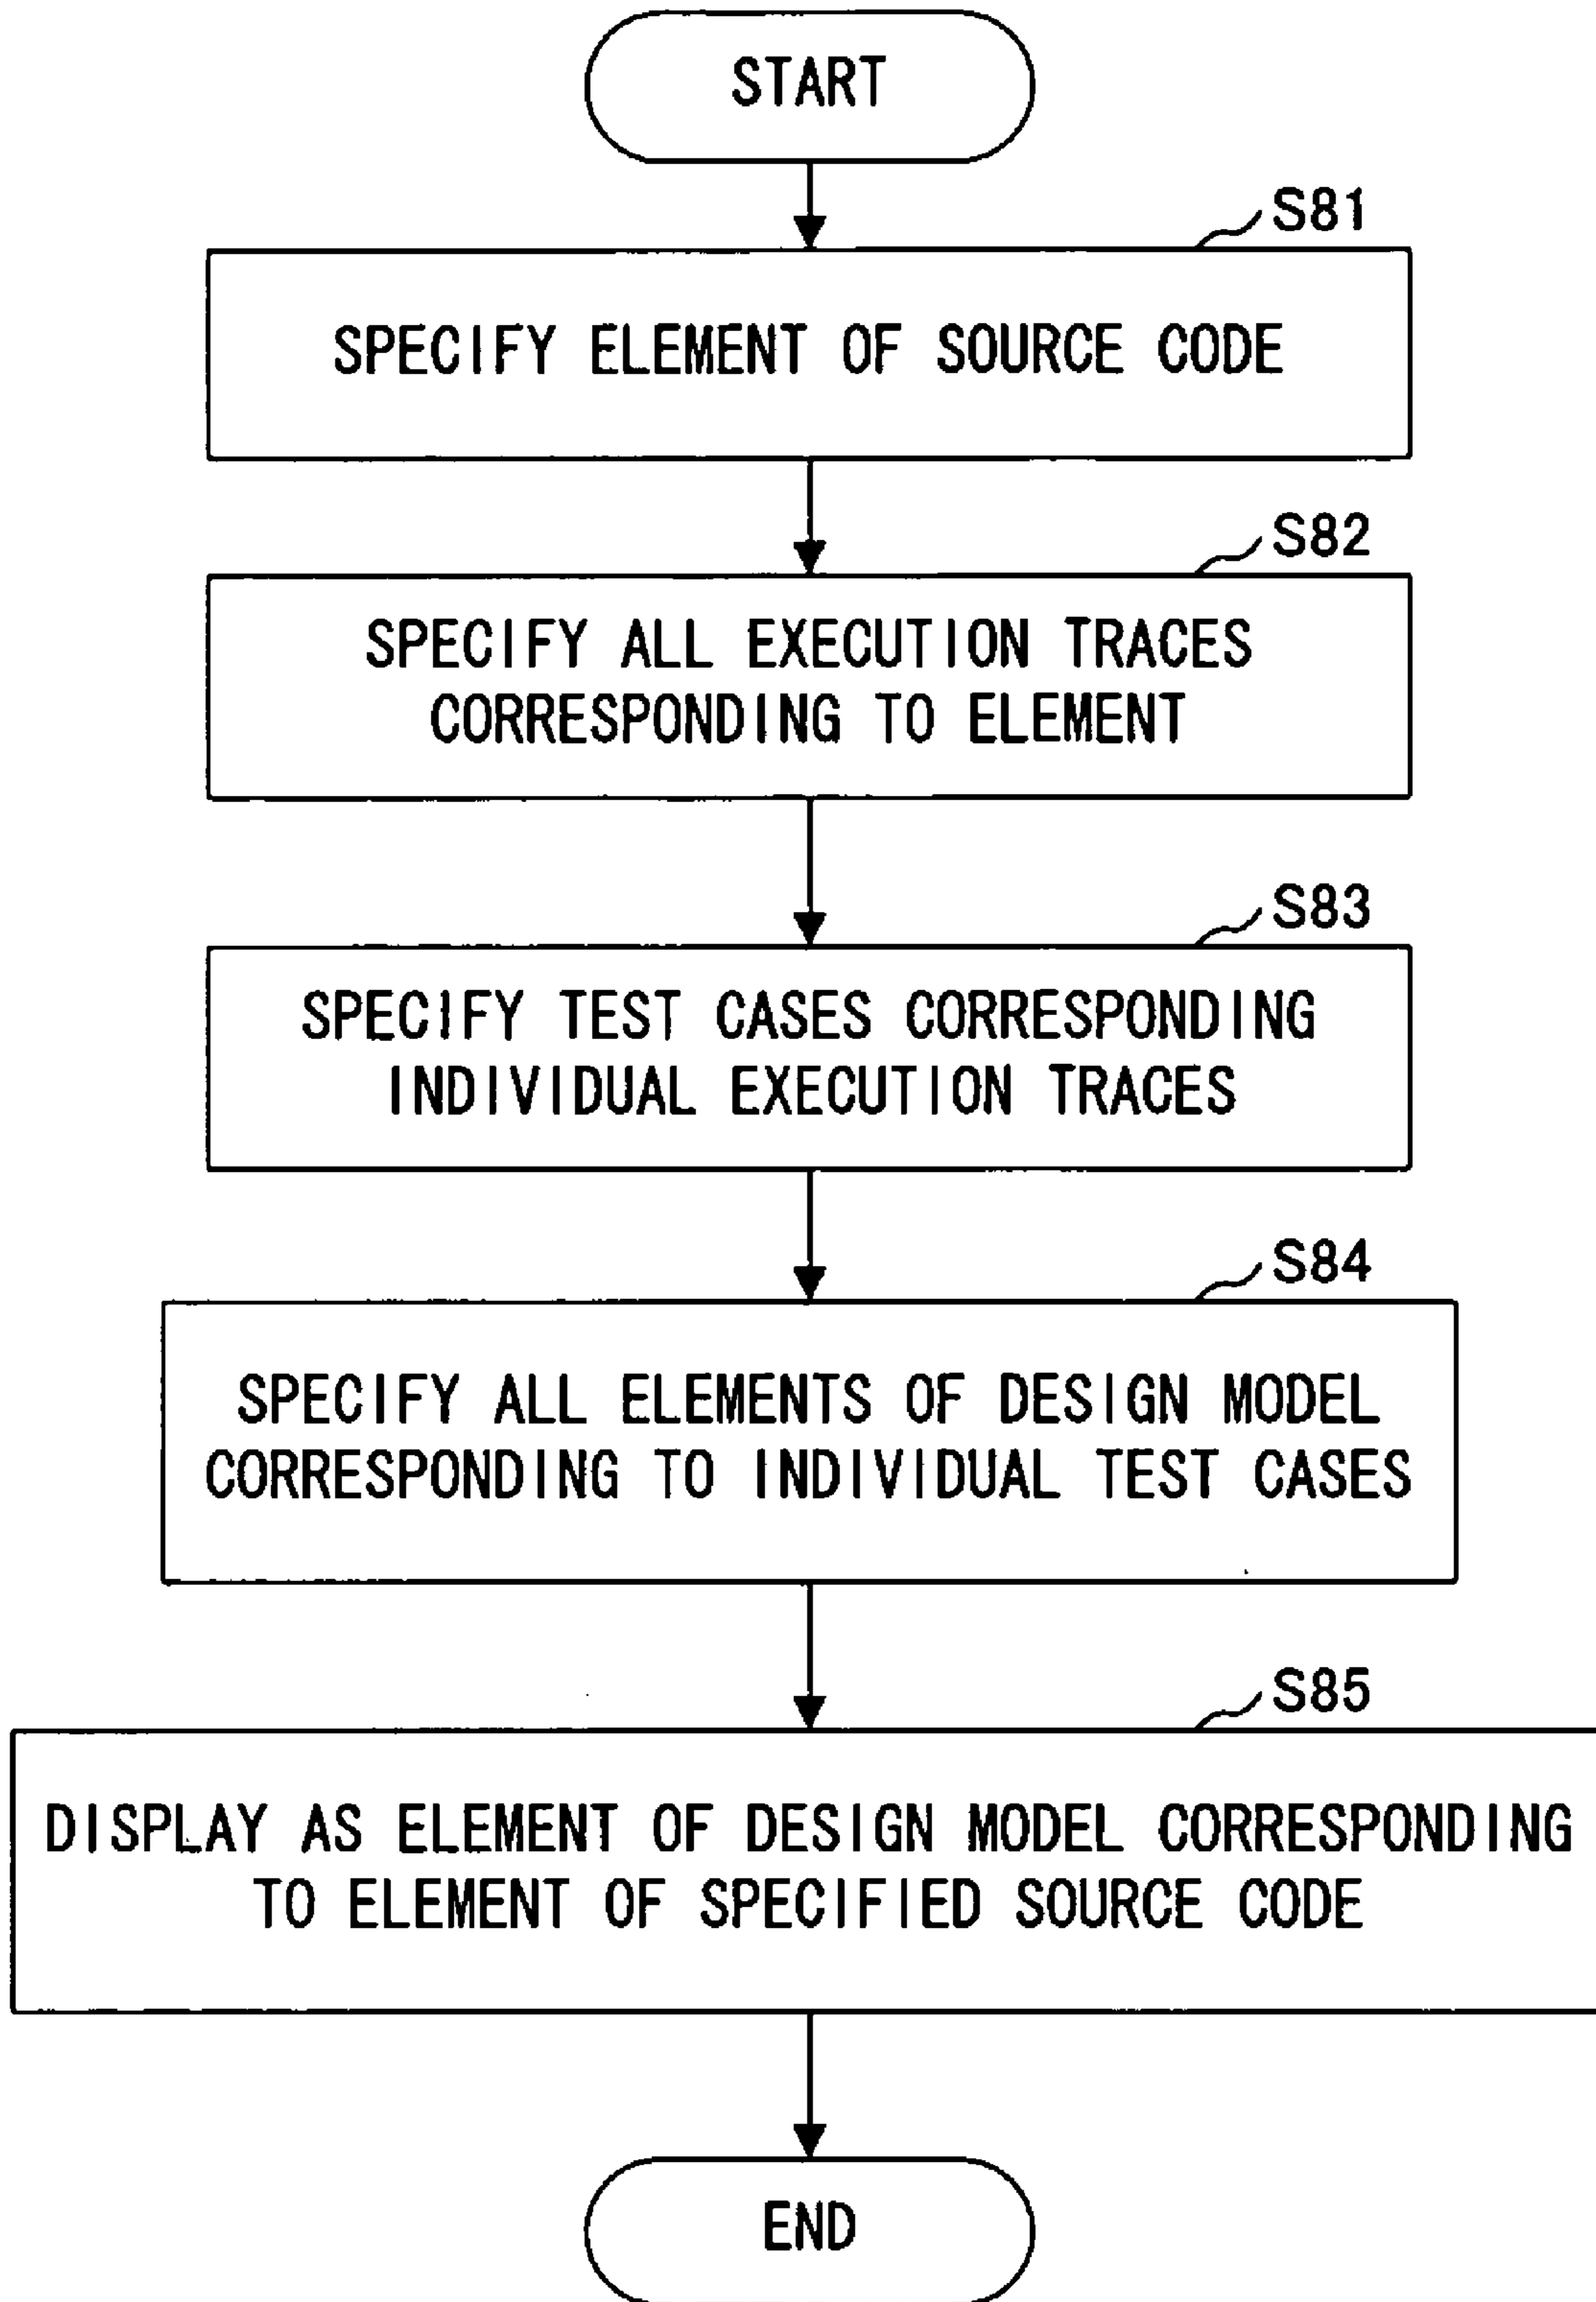 START
S81
SPECIFY ELEMENT OF SOURCE CODE
S82
SPECIFY ALL EXECUTION TRACES
CORRESPONDING TO ELEMENT
S83
SPECIFY TEST CASES CORRESPONDING
INDIVIDUAL EXECUTION TRACES
S84
SPECIFY ALL ELEMENTS OF DESIGN MODEL
CORRESPONDING TO INDIVIDUAL TEST CASES
S85
DISPLAY AS ELEMENT OF DESIGN MODEL CORRESPONDING
TO ELEMENT OF SPECIFIED SOURCE CODE
END